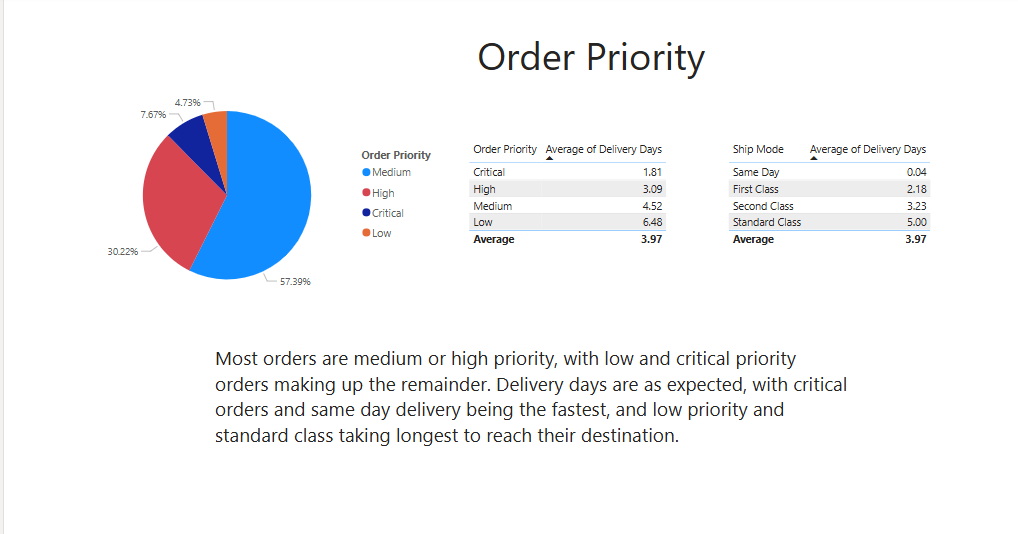 Order Priority
4.73%
7.67%
30.22%
57.39%
Order Priority
Medium
High
Critical
Low
Order Priority Average of Delivery Days
Critical 1.81
High 3.09
Medium 4.52
Low 6.48
Average 3.97
Ship Mode Average of Delivery Days
Same Day 0.04
First Class 2.18
Second Class 3.23
Standard Class 5.00
Average 3.97
Most orders are medium or high priority, with low and critical priority
orders making up the remainder. Delivery days are as expected, with critical
orders and same day delivery being the fastest, and low priority and
standard class taking longest to reach their destination.